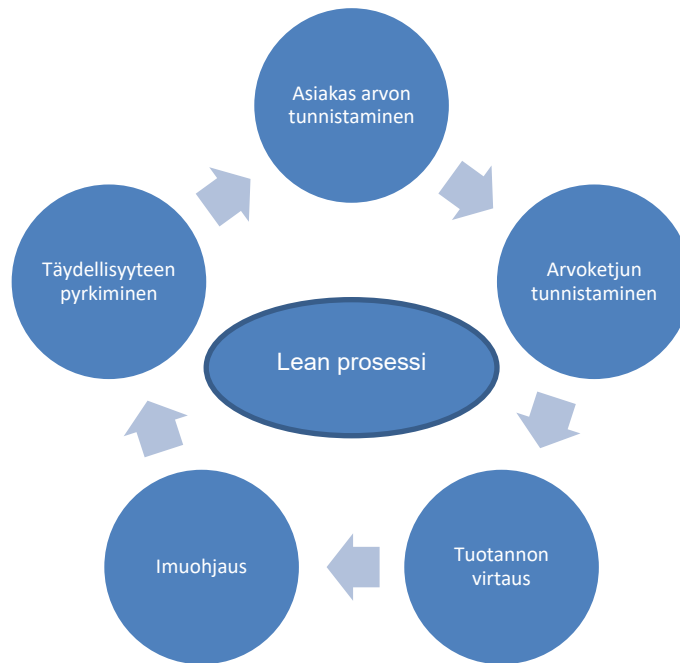 Asiakas arvon
tunnistaminen
Arvoketjun
tunnistaminen
Tuotannon
virtaus
Imuohjaus
Täydellisyyteen
pyrkiminen
Lean prosessi